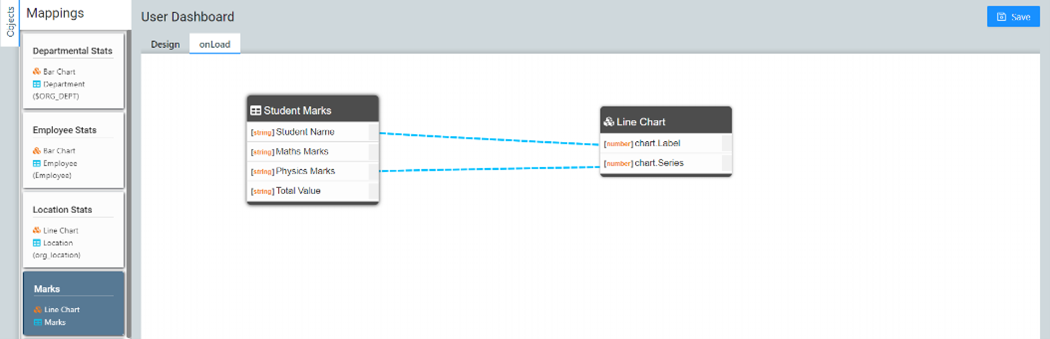 Objects
Mappings
Departmental Stats
Bar Chart
Department
($ORG_DEPT)
Employee Stats
Bar Chart
Employee
(Employee)
Location Stats
Line Chart
Location
(org_location)
Marks
Line Chart
Marks
User Dashboard
Save
Design onLoad
Student Marks
[string] Student Name
[string] Maths Marks
[string] Physics Marks
[string] Total Value
Line Chart
[number] chart.Label
[number] chart.Series